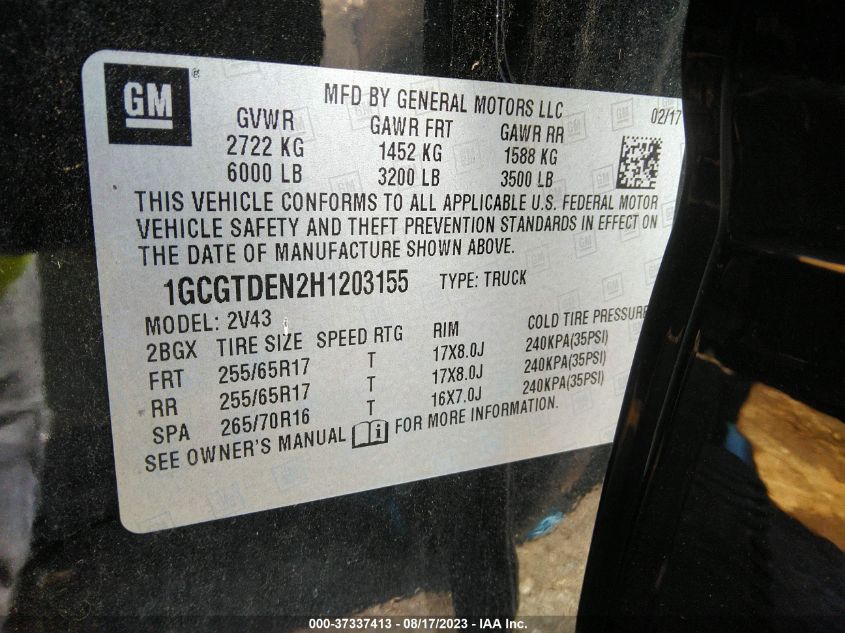 GM ®
MFD BY GENERAL MOTORS LLC 02/17
GVWR GAWR FRT GAWR RR
2722 KG 1452 KG 1588 KG
6000 LB 3200 LB 3500 LB
THIS VEHICLE CONFORMS TO ALL APPLICABLE U.S. FEDERAL MOTOR
VEHICLE SAFETY AND THEFT PREVENTION STANDARDS IN EFFECT ON
THE DATE OF MANUFACTURE SHOWN ABOVE.
1GCGTDEN2H1203155 TYPE: TRUCK
MODEL: 2V43
2BGX TIRE SIZE SPEED RTG RIM COLD TIRE PRESSURE
FRT 255/65R17 T 17X8.0J 240KPA(35PSI)
RR 255/65R17 T 17X8.0J 240KPA(35PSI)
SPA 265/70R16 T 16X7.0J 240KPA(35PSI)
SEE OWNER'S MANUAL FOR MORE INFORMATION.
000-37337413 - 08/17/2023 - IAA Inc.